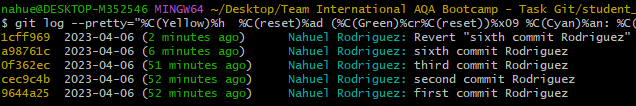 nahue@DESKTOP-M352546 MINGW64 ~/Desktop/Team International AQA Bootcamp - Task Git/student_
$ git log --pretty="%C(Yellow)%h  %C(reset)%ad (%C(Green)%cr%C(reset))%x09 %C(Cyan)%an: %C(
1cff969  2023-04-06 (2 minutes ago)      Nahuel Rodriguez: Revert "sixth commit Rodriguez"
a98761c  2023-04-06 (6 minutes ago)      Nahuel Rodriguez: sixth commit Rodriguez
0f362ec  2023-04-06 (51 minutes ago)     Nahuel Rodriguez: third commit Rodriguez
cec9c4b  2023-04-06 (52 minutes ago)     Nahuel Rodriguez: second commit Rodriguez
9644a25  2023-04-06 (52 minutes ago)     Nahuel Rodriguez: first commit Rodriguez